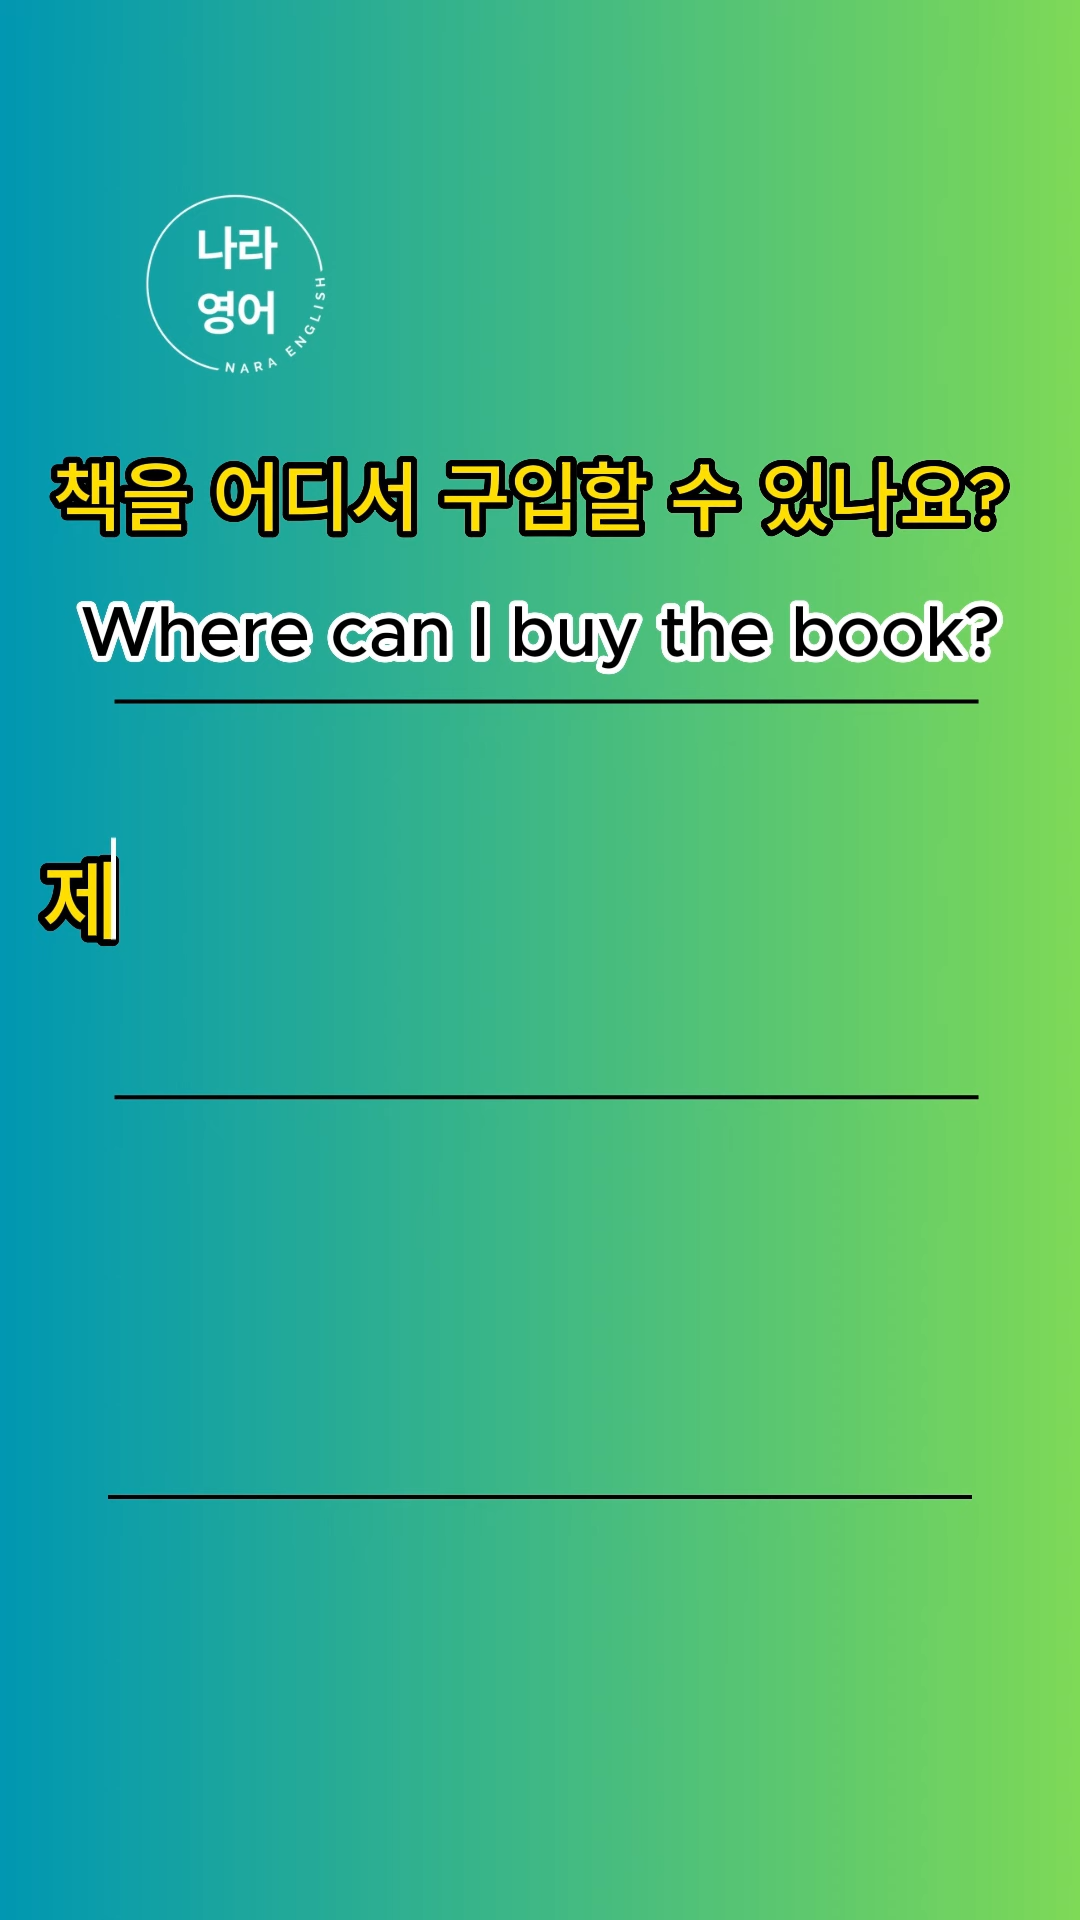 나라
영어
NARA ENGLISH
책을 어디서 구입할 수 있나요?
Where can I buy the book?
제